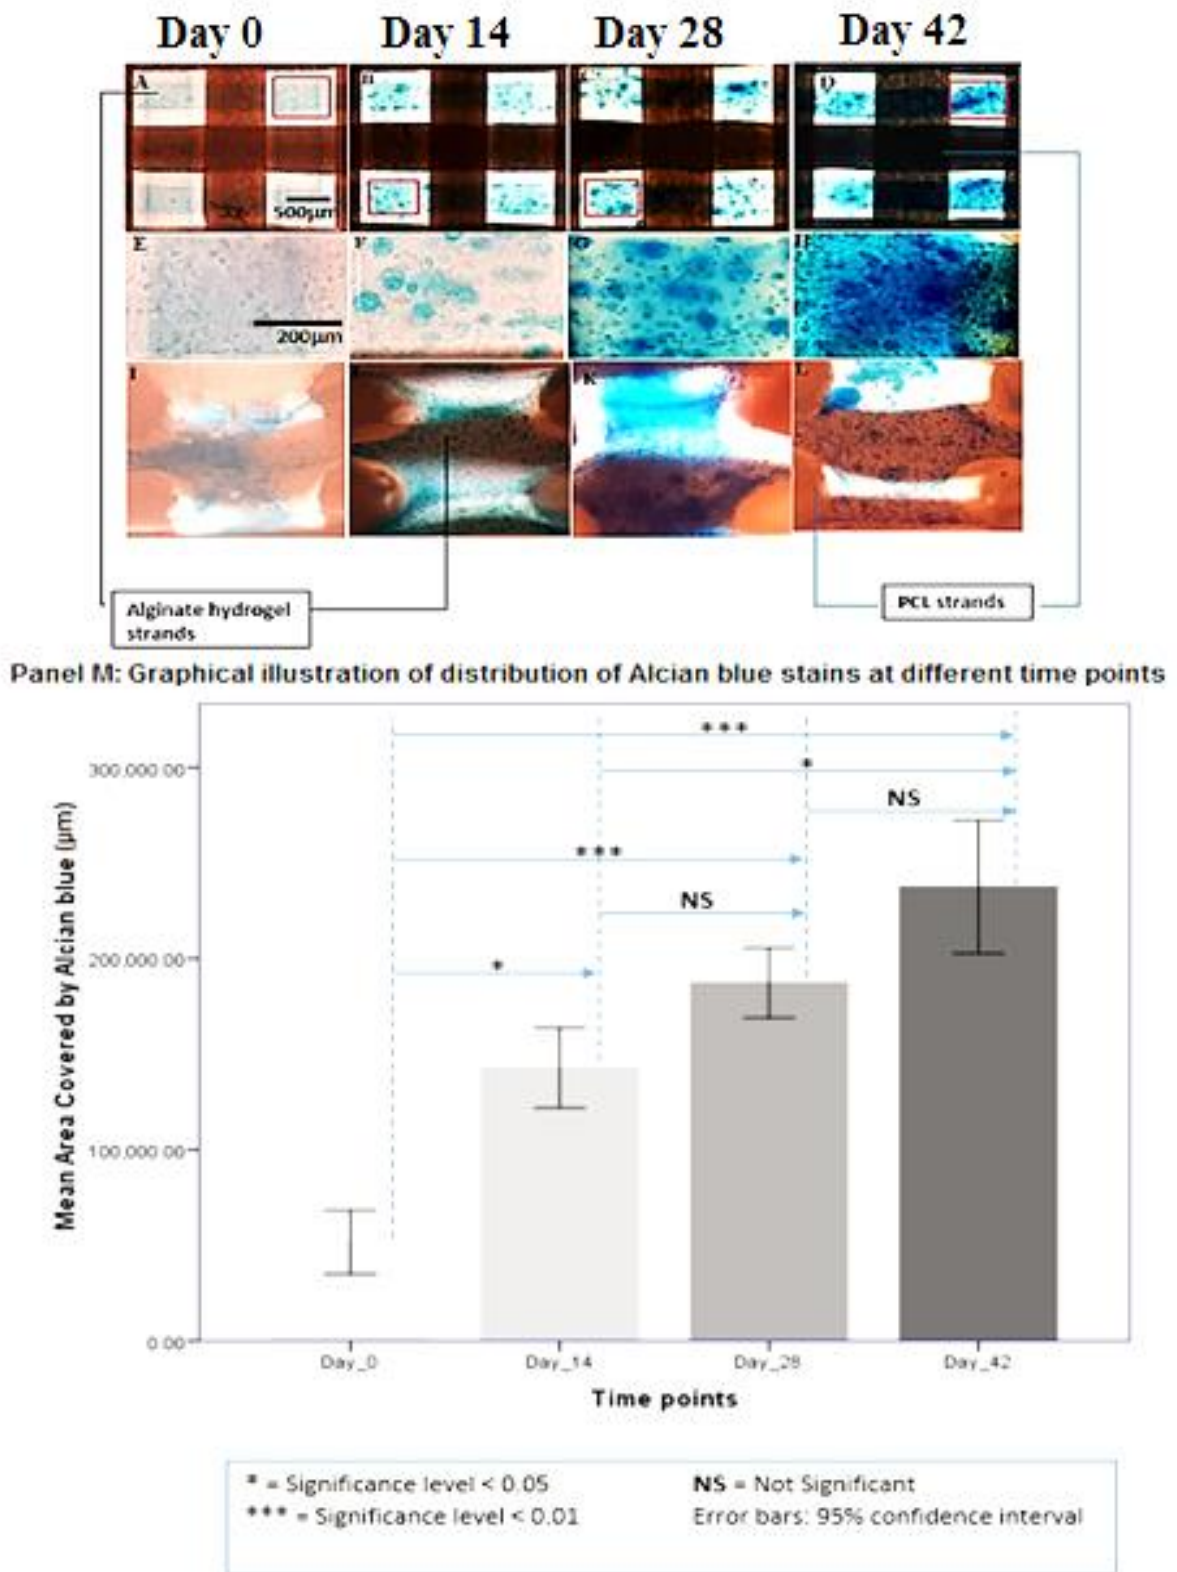 Day 0 Day 14 Day 28 Day 42
A B D
500µm
E F G H
200µm
I K L
Alginate hydrogel
strands
PCL strands
Panel M: Graphical illustration of distribution of Alcian blue stains at different time points
***
*
NS
***
NS
*
300,000.00
200,000.00
100,000.00
0.00
Mean Area Covered by Alcian blue (µm)
Day_0 Day_14 Day_28 Day_42
Time points
* = Significance level < 0.05 NS = Not Significant
*** = Significance level < 0.01 Error bars: 95% confidence interval